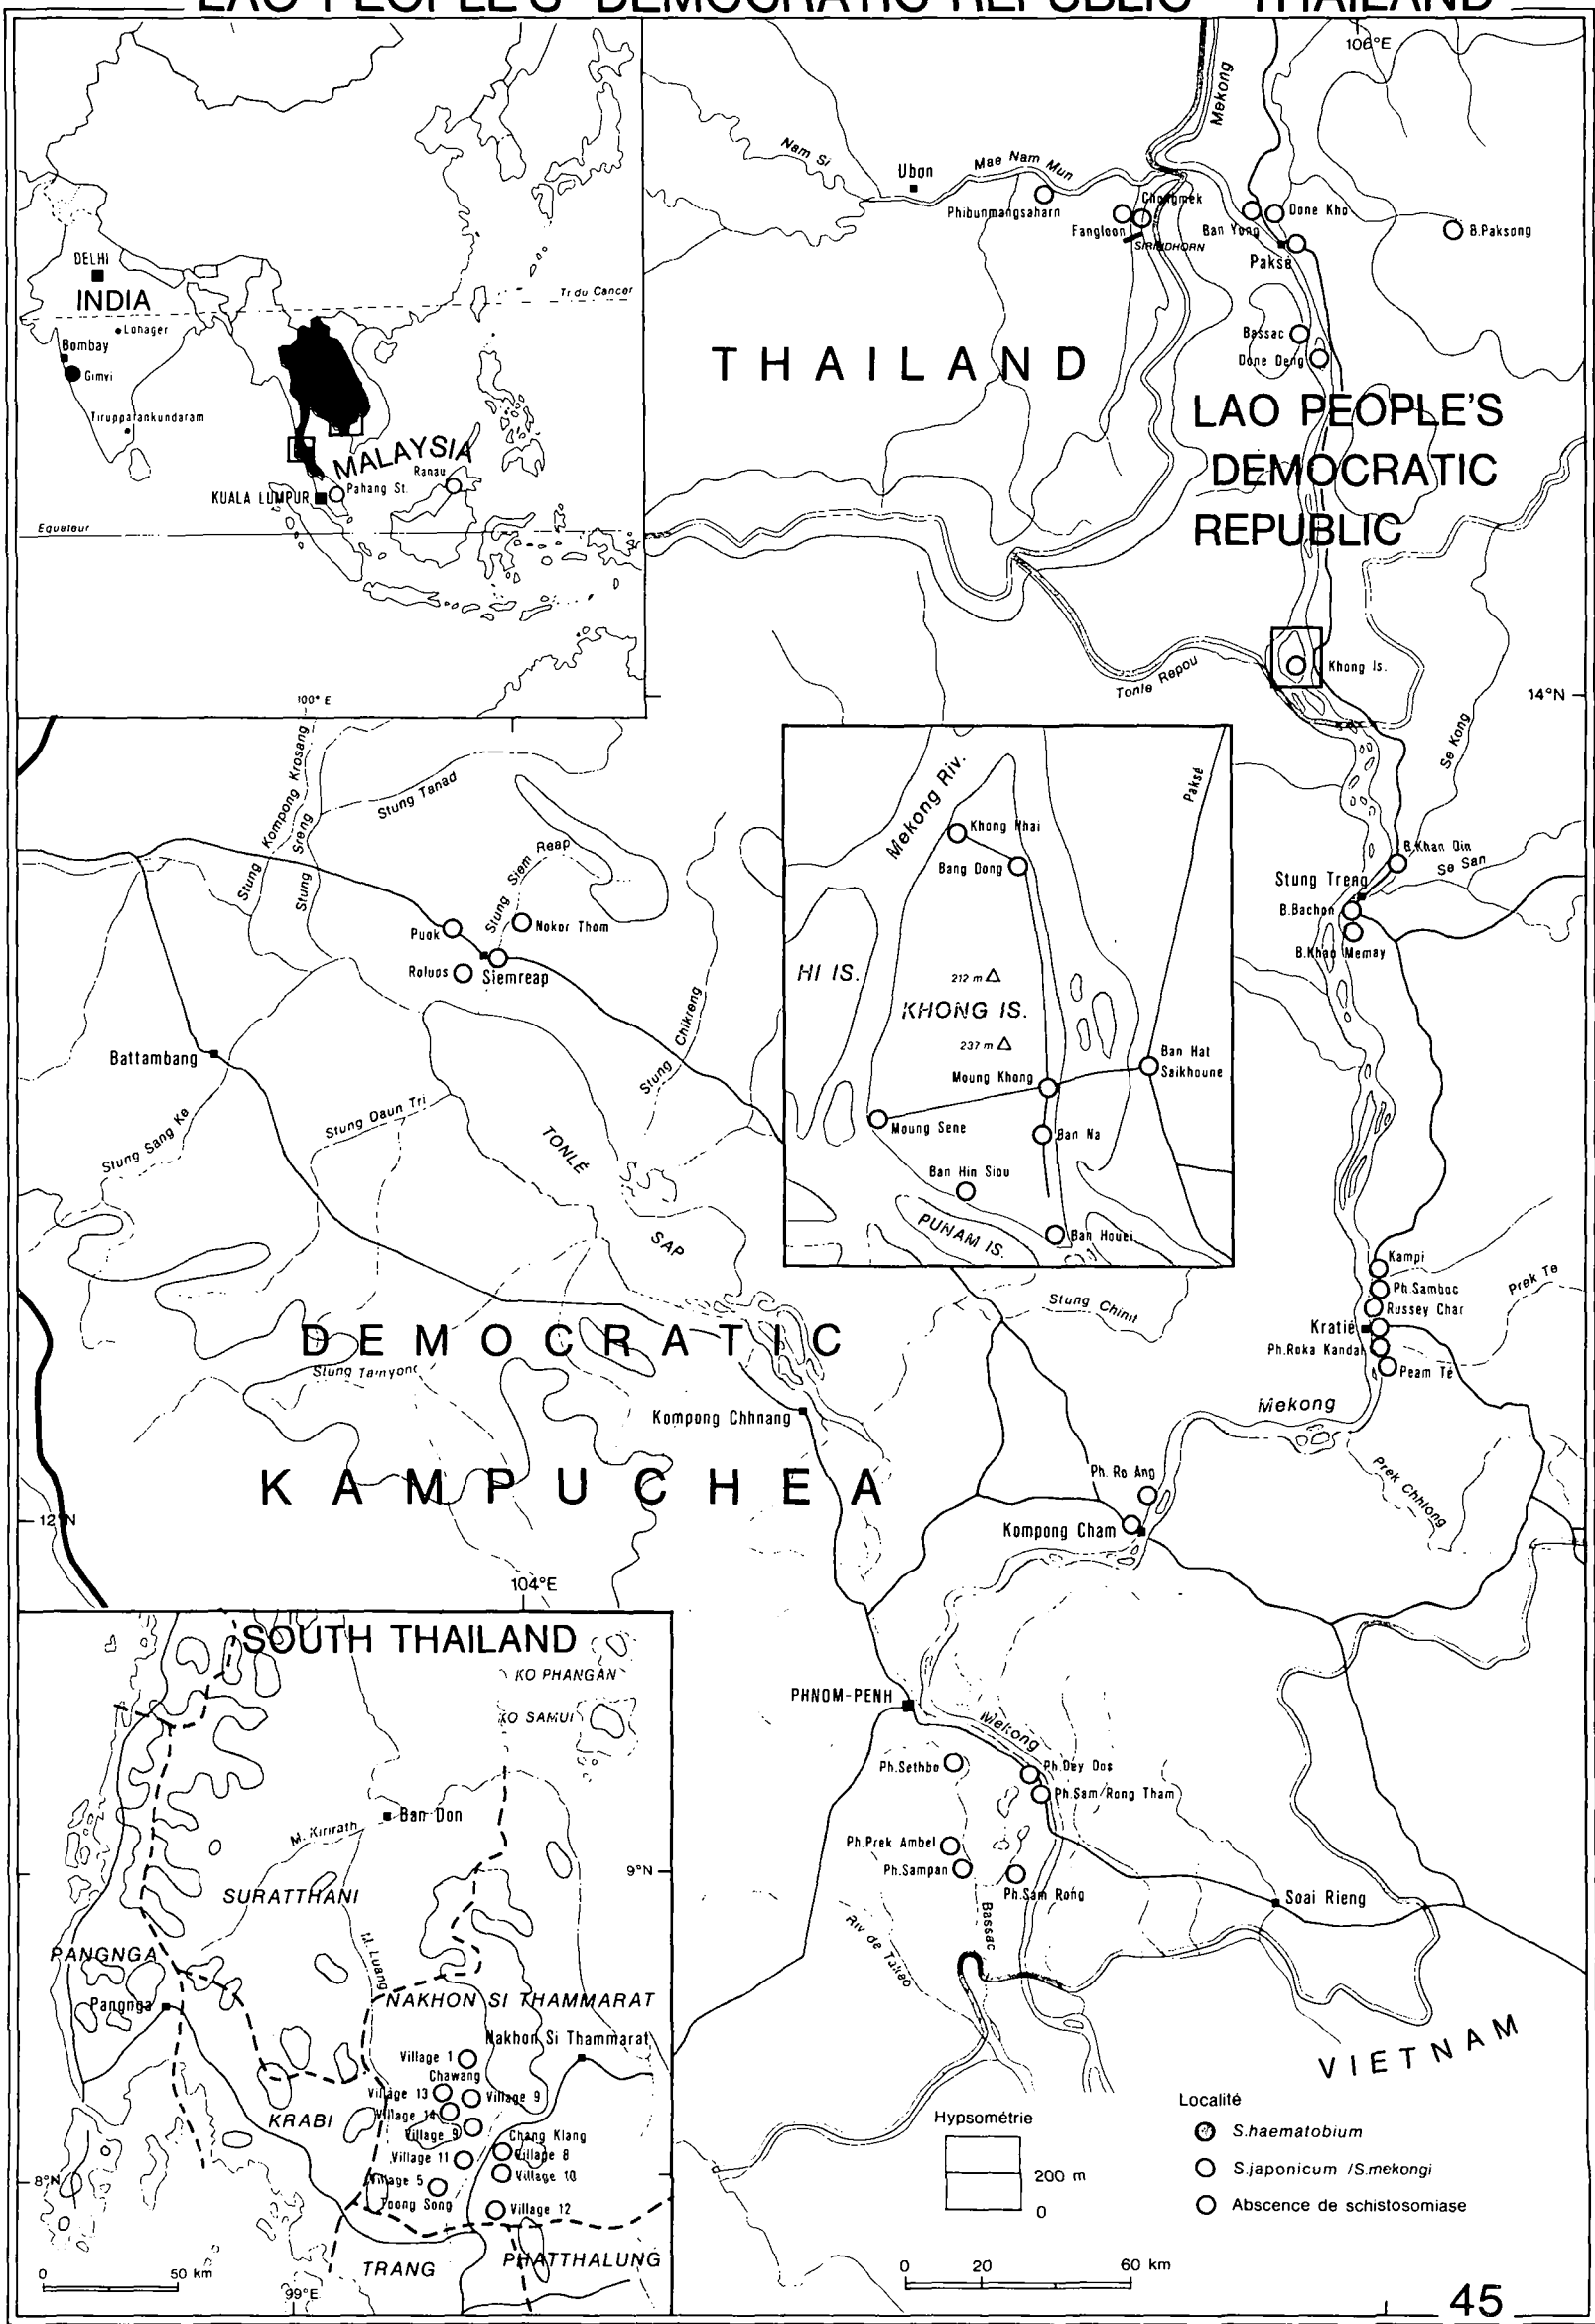 LAO PEOPLE'S DEMOCRATIC REPUBLIC - THAILAND
106°E
DELHI
INDIA
Lonager
Bombay
Gimvi
Tiruppatankundaram
Tr du Cancer
MALAYSIA
Ranau
KUALA LUMPUR
Pahang St.
Equateur
100° E
Nam Si
Ubon
Mae Nam Mun
Mekong
Phibunmangsaharn
Chongmek
Fangloon
SIRINDHORN
Ban Yong
Done Kho
Paksé
B.Paksong
Bassac
Done Deng
THAILAND
LAO PEOPLE'S
DEMOCRATIC
REPUBLIC
Tonle Repou
Khong Is.
14°N
Se Kong
B.Khan Din
Se San
Stung Treng
B.Bachon
B.Khao Memay
Stung Kompong Krosang
Stung Sreng
Stung Tanad
Stung Siem Reap
Puok
Nokor Thom
Roluos
Siemreap
Battambang
Stung Sang Ke
Stung Daun Tri
Stung Chikreng
TONLÉ
SAP
Mekong Riv.
Paksé
Khong Nhai
Bang Dong
HI IS.
212 m
KHONG IS.
237 m
Moung Khong
Ban Hat
Saikhoune
Moung Sene
Ban Na
Ban Hin Siou
PUNAM IS.
Ban Houei
Stung Chinit
Kampi
Ph.Samboc
Russey Char
Kratié
Ph.Roka Kandal
Peam Té
Prek Te
DEMOCRATIC
Stung Tamyong
Kompong Chhnang
KAMPUCHEA
Mekong
Prek Chhlong
Ph. Ro Ang
Kompong Cham
12°N
104°E
PHNOM-PENH
Mekong
Ph.Sethbo
Ph.Dey Dos
Ph.Sam Rong Tham
Ph.Prek Ambel
Ph.Sampan
Ph.Sam Rong
Bassac
Riv de Takeo
Soai Rieng
VIETNAM
SOUTH THAILAND
KO PHANGAN
KO SAMUI
Ban Don
M. Kirirath
9°N
SURATTHANI
M. Luang
PANGNGA
Pangnga
NAKHON SI THAMMARAT
Nakhon Si Thammarat
Village 1
Chawang
Village 13
Village 9
Village 14
Village 9
Chang Klang
Village 8
Village 11
Village 10
Village 5
Toong Song
Village 12
KRABI
8°N
TRANG
PHATTHALUNG
0 50 km
99°E
Hypsométrie
200 m
0
Localité
S.haematobium
S.japonicum /S.mekongi
Abscence de schistosomiase
0 20 60 km
45